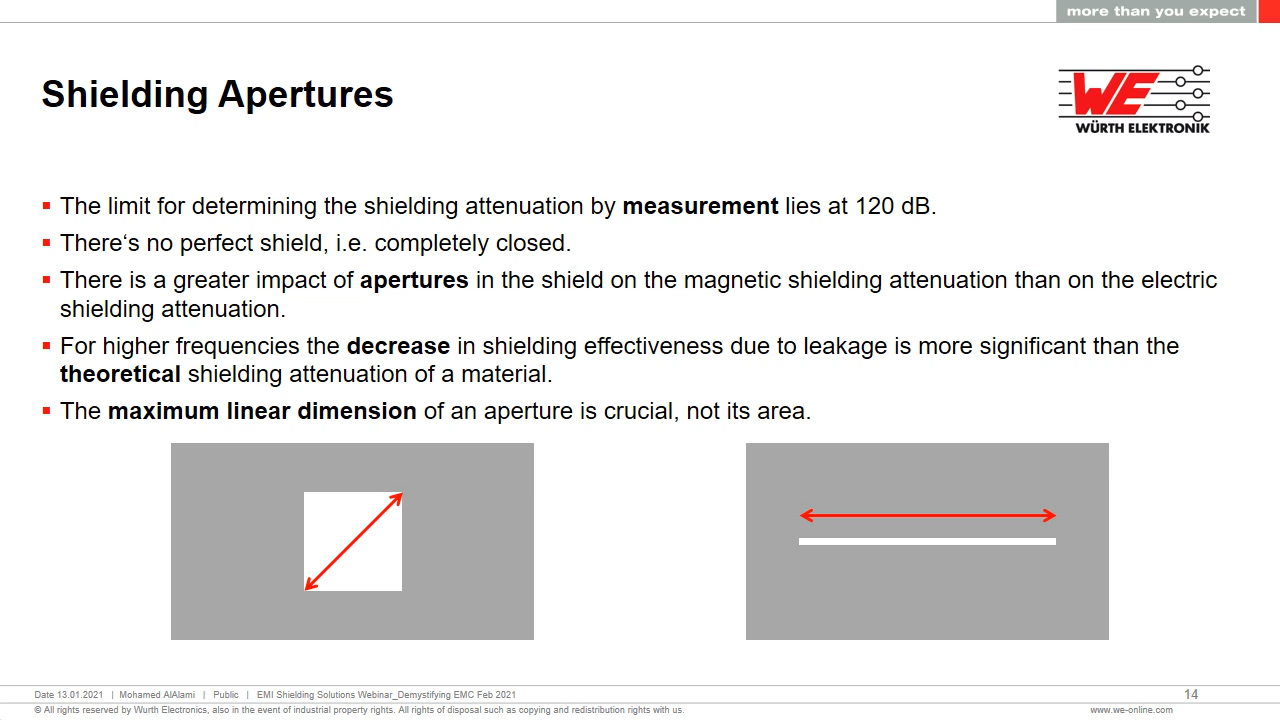 more than you expect
Shielding Apertures
WE
WÜRTH ELEKTRONIK
▪ The limit for determining the shielding attenuation by measurement lies at 120 dB.
▪ There‘s no perfect shield, i.e. completely closed.
▪ There is a greater impact of apertures in the shield on the magnetic shielding attenuation than on the electric
shielding attenuation.
▪ For higher frequencies the decrease in shielding effectiveness due to leakage is more significant than the
theoretical shielding attenuation of a material.
▪ The maximum linear dimension of an aperture is crucial, not its area.
Date 13.01.2021 | Mohamed AlAlami | Public | EMI Shielding Solutions Webinar_Demystifying EMC Feb 2021
14
© All rights reserved by Wurth Electronics, also in the event of industrial property rights. All rights of disposal such as copying and redistribution rights with us.
www.we-online.com